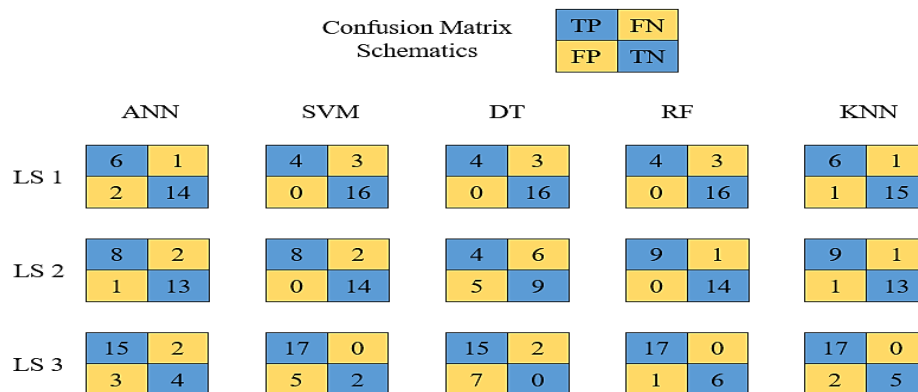 Confusion Matrix
Schematics
TP FN
FP TN
ANN SVM DT RF KNN
LS 1
6 1 4 3 4 3 4 3 6 1
2 14 0 16 0 16 0 16 1 15
LS 2
8 2 8 2 4 6 9 1 9 1
1 13 0 14 5 9 0 14 1 13
LS 3
15 2 17 0 15 2 17 0 17 0
3 4 5 2 7 0 1 6 2 5